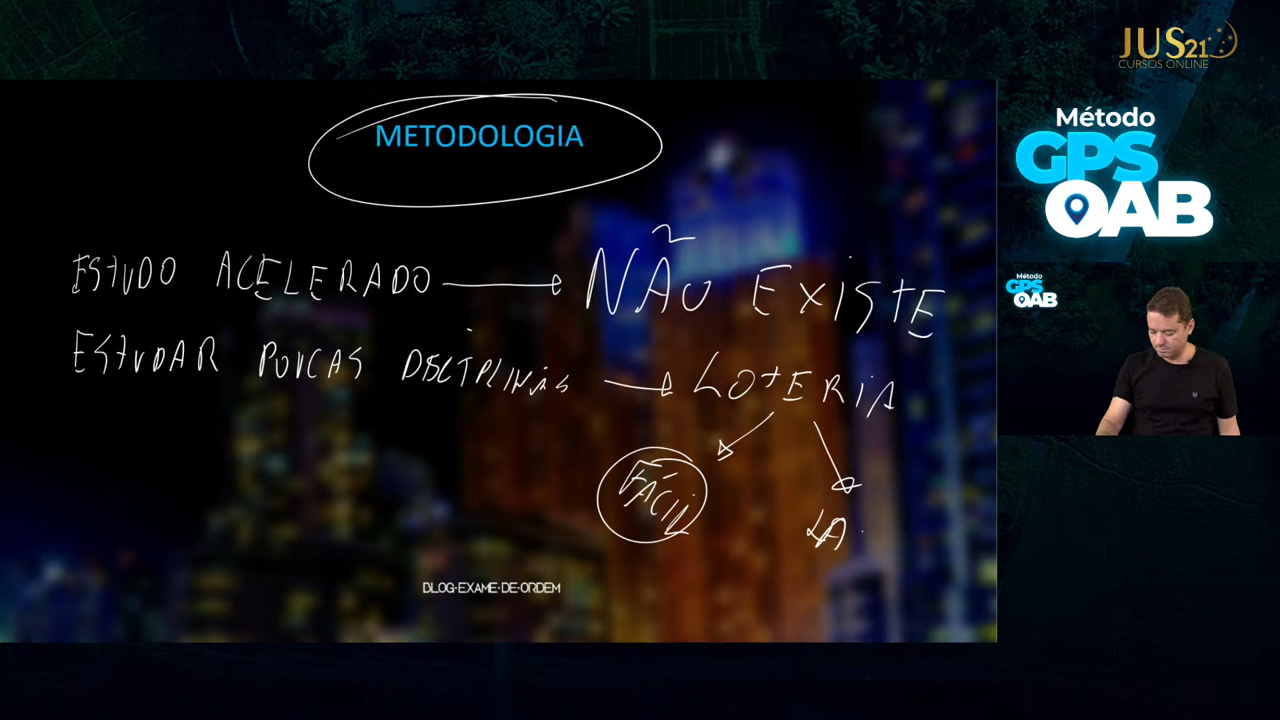 JUS21
CURSOS ONLINE
METODOLOGIA
Método
GPS
OAB
ESTUDO ACELERADO → NÃO EXISTE
Método
GPS
OAB
ESTUDAR POUCAS DISCIPLINAS → LOTERIA
FÁCIL
LA
BLOG·EXAME·DE·ORDEM